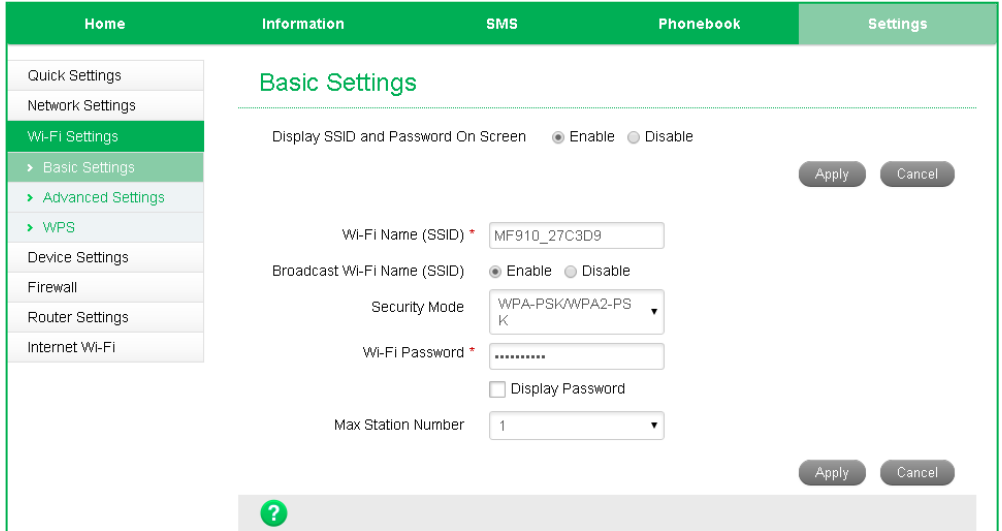 Home Information SMS Phonebook Settings
Quick Settings
Network Settings
Wi-Fi Settings
› Basic Settings
› Advanced Settings
› WPS
Device Settings
Firewall
Router Settings
Internet Wi-Fi
Basic Settings
Display SSID and Password On Screen Enable Disable
Apply Cancel
Wi-Fi Name (SSID) * MF910_27C3D9
Broadcast Wi-Fi Name (SSID) Enable Disable
Security Mode WPA-PSK/WPA2-PS
K
Wi-Fi Password * ••••••••••
Display Password
Max Station Number 1
Apply Cancel
?